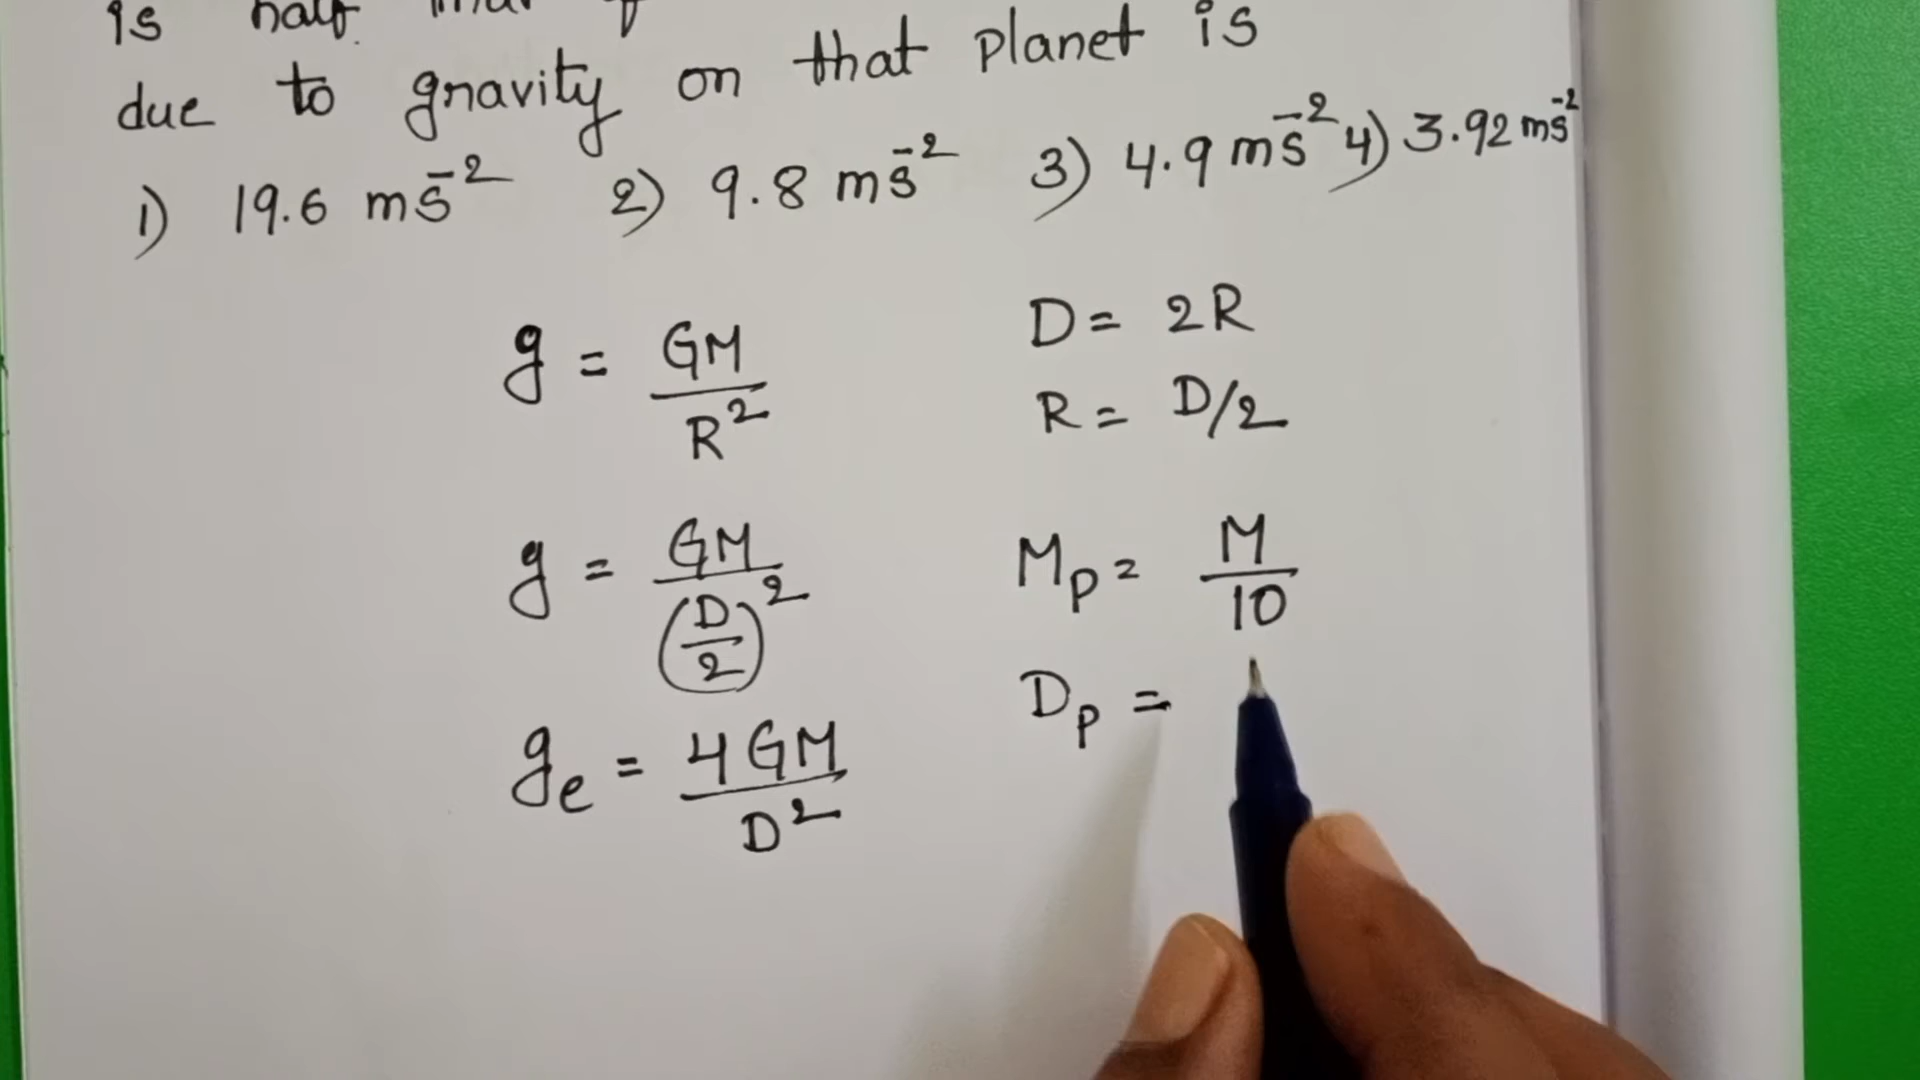 is half that
due to gravity on that planet is
1) 19.6 ms⁻² 2) 9.8 ms⁻² 3) 4.9 ms⁻² 4) 3.92 ms⁻²
g = GM/R²
D = 2R
R = D/2
g = GM/(D/2)²
Mp = M/10
Dp =
ge = 4GM/D²